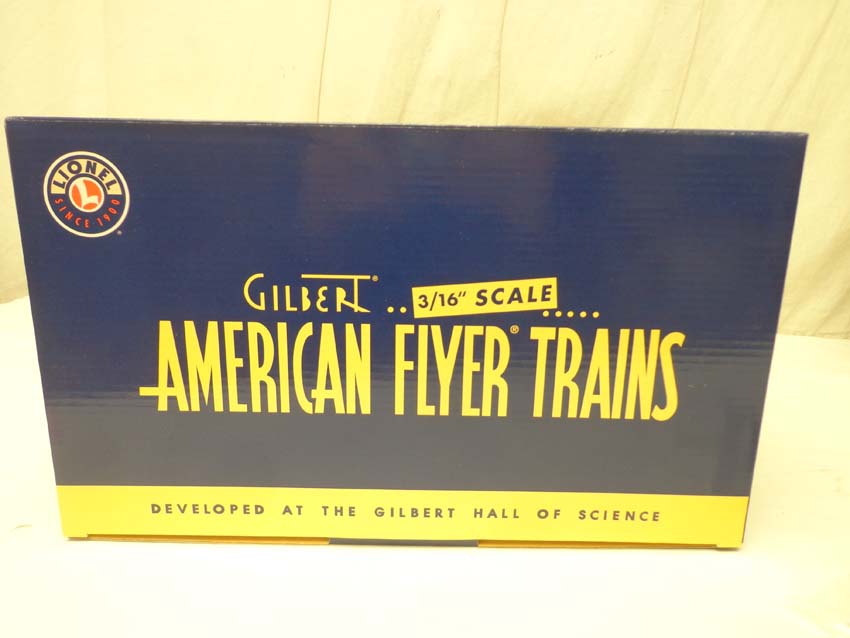 LIONEL
L
SINCE 1900
GILBERT® ..3/16" SCALE.....
AMERICAN FLYER® TRAINS
DEVELOPED AT THE GILBERT HALL OF SCIENCE